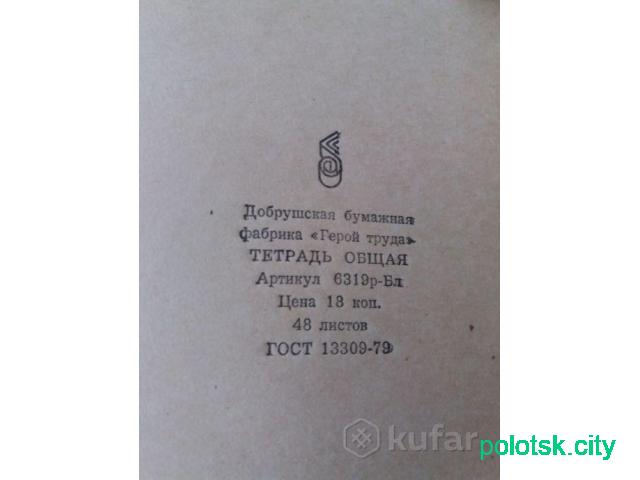 Добрушская бумажная
фабрика «Герой труда»
ТЕТРАДЬ ОБЩАЯ
Артикул 6319р-Бл
Цена 18 коп.
48 листов
ГОСТ 13309-79
kufar
polotsk.city